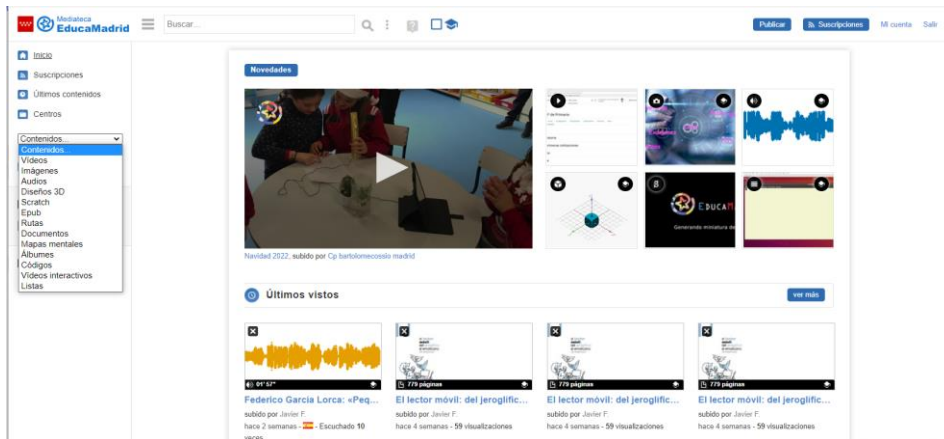 Mediateca
EducaMadrid
Buscar...
Publicar
Suscripciones
Mi cuenta
Salir
Inicio
Suscripciones
Últimos contenidos
Centros
Contenidos...
Contenidos...
Vídeos
Imágenes
Audios
Diseños 3D
Scratch
Epub
Rutas
Documentos
Mapas mentales
Álbumes
Códigos
Vídeos interactivos
Listas
Novedades
EDUCAM
Generando miniatura de
Navidad 2022, subido por Cp bartolomecossio madrid
Últimos vistos
ver más
01' 57"
779 páginas
779 páginas
779 páginas
Federico García Lorca: «Peq...
El lector móvil: del jeroglífic...
El lector móvil: del jeroglífic...
El lector móvil: del jeroglífic...
subido por Javier F.
subido por Javier F.
subido por Javier F.
subido por Javier F.
hace 2 semanas - Escuchado 10
veces
hace 4 semanas - 59 visualizaciones
hace 4 semanas - 59 visualizaciones
hace 4 semanas - 59 visualizaciones